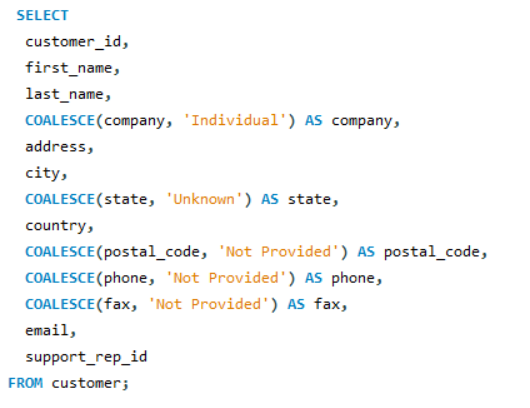 SELECT
customer_id,
first_name,
last_name,
COALESCE(company, 'Individual') AS company,
address,
city,
COALESCE(state, 'Unknown') AS state,
country,
COALESCE(postal_code, 'Not Provided') AS postal_code,
COALESCE(phone, 'Not Provided') AS phone,
COALESCE(fax, 'Not Provided') AS fax,
email,
support_rep_id
FROM customer;